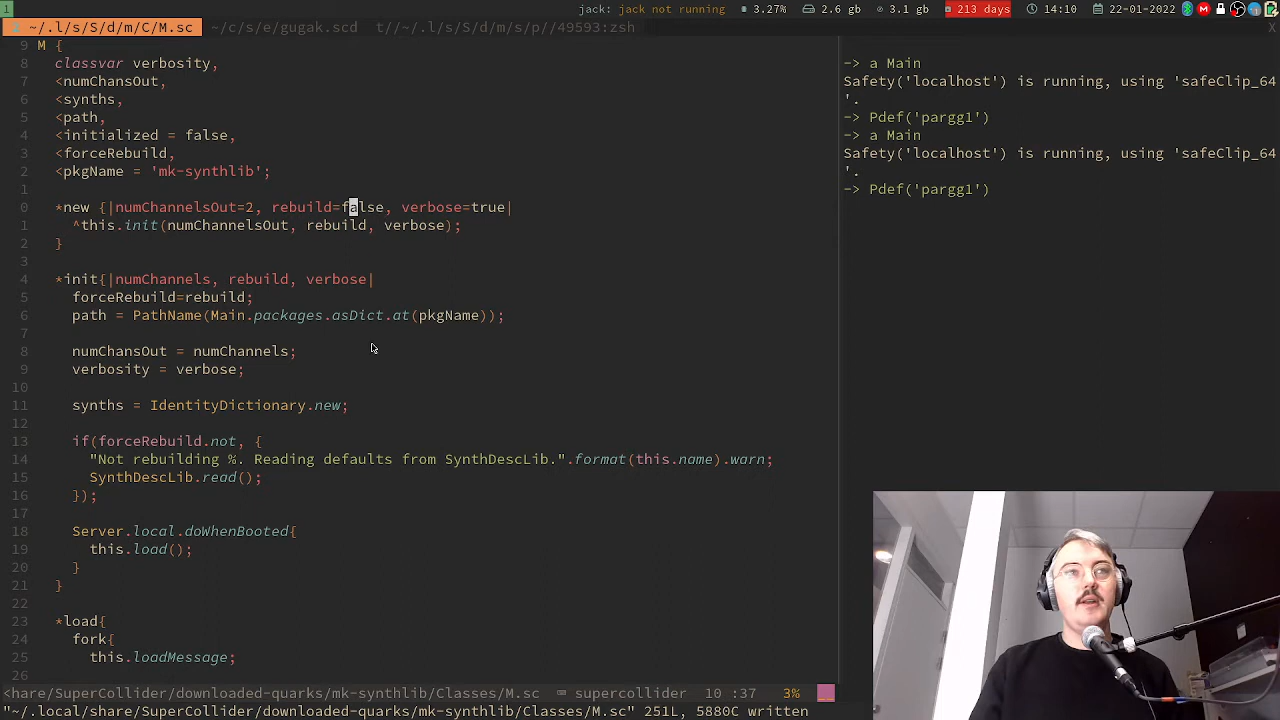 1 jack: jack not running 3.27% 2.6 gb 3.1 gb 213 days 14:10 22-01-2022
~/.l/s/S/d/m/C/M.sc ~/c/s/e/gugak.scd t//~/.l/s/S/d/m/s/p//49593:zsh X
9 M {
8 classvar verbosity,
7 <numChansOut,
6 <synths,
5 <path,
4 <initialized = false,
3 <forceRebuild,
2 <pkgName = 'mk-synthlib';
1
0 *new {|numChannelsOut=2, rebuild=false, verbose=true|
1 ^this.init(numChannelsOut, rebuild, verbose);
2 }
3
4 *init{|numChannels, rebuild, verbose|
5 forceRebuild=rebuild;
6 path = PathName(Main.packages.asDict.at(pkgName));
7
8 numChansOut = numChannels;
9 verbosity = verbose;
10
11 synths = IdentityDictionary.new;
12
13 if(forceRebuild.not, {
14 "Not rebuilding %. Reading defaults from SynthDescLib.".format(this.name).warn;
15 SynthDescLib.read();
16 });
17
18 Server.local.doWhenBooted{
19 this.load();
20 }
21 }
22
23 *load{
24 fork{
25 this.loadMessage;
26
<hare/SuperCollider/downloaded-quarks/mk-synthlib/Classes/M.sc supercollider 10 :37 3%
"~/.local/share/SuperCollider/downloaded-quarks/mk-synthlib/Classes/M.sc" 251L, 5880C written
-> a Main
Safety('localhost') is running, using 'safeClip_64
'.
-> Pdef('pargg1')
-> a Main
Safety('localhost') is running, using 'safeClip_64
'.
-> Pdef('pargg1')